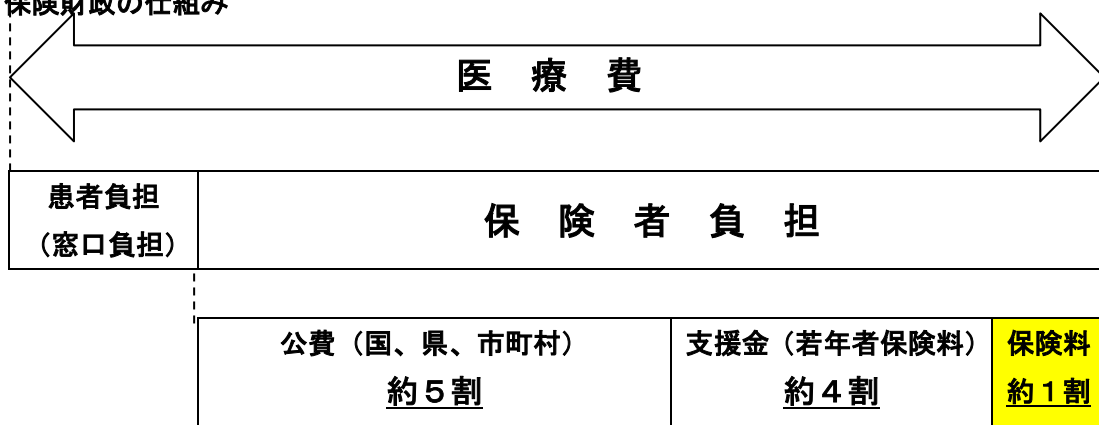 保険財政の仕組み
医　療　費
患者負担
（窓口負担）
保　険　者　負　担
公費（国、県、市町村）
約５割
支援金（若年者保険料）
約４割
保険料
約１割